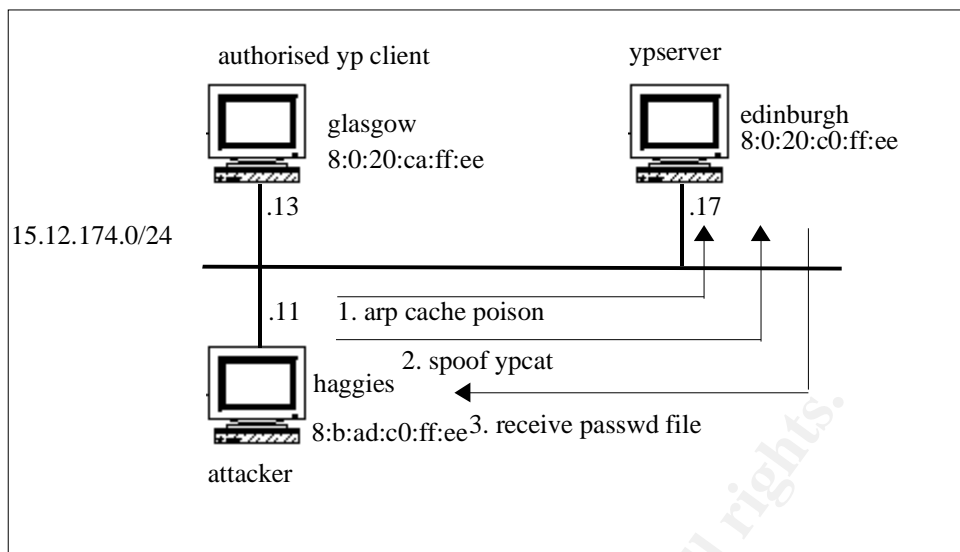 authorised yp client
ypserver
glasgow
8:0:20:ca:ff:ee
edinburgh
8:0:20:c0:ff:ee
.13
.17
15.12.174.0/24
.11
1. arp cache poison
2. spoof ypcat
haggies
8:b:ad:c0:ff:ee
3. receive passwd file
attacker
rights.